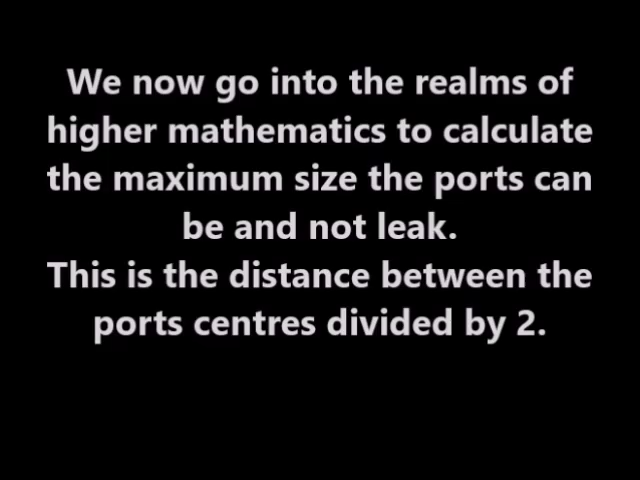 We now go into the realms of
higher mathematics to calculate
the maximum size the ports can
be and not leak.
This is the distance between the
ports centres divided by 2.